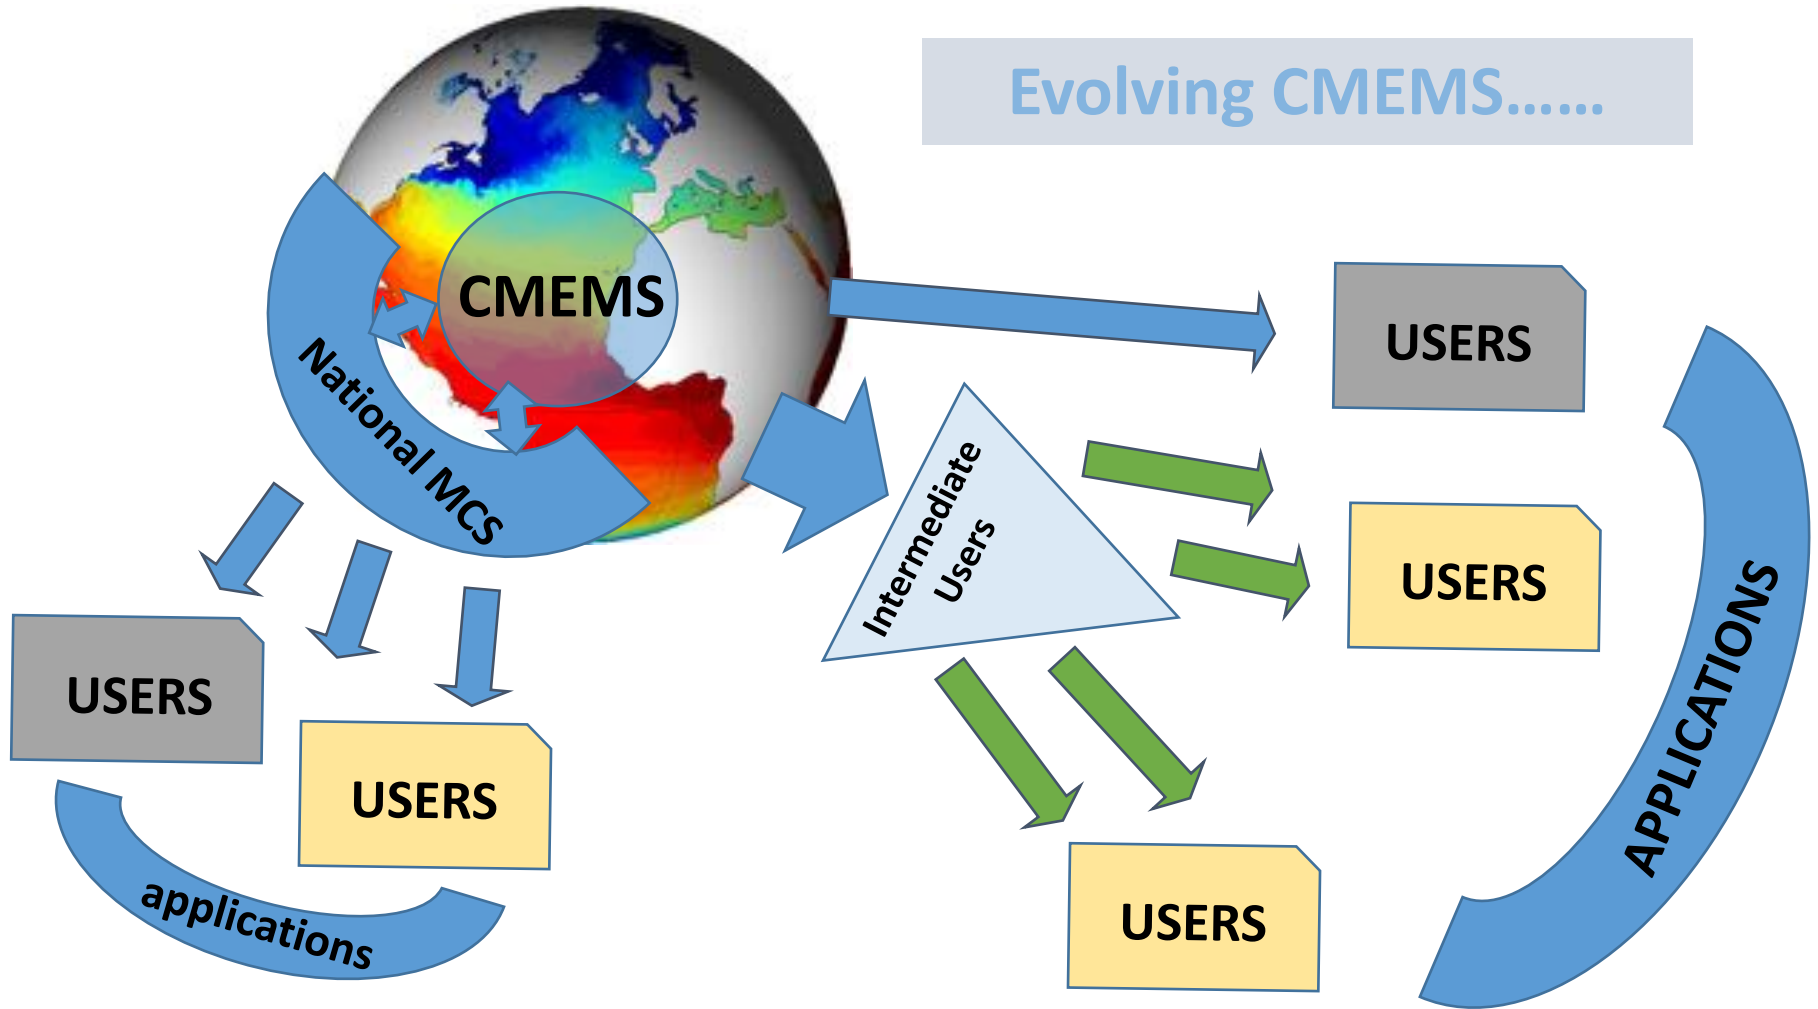 Evolving CMEMS......
CMEMS
National MCS
USERS
Intermediate
Users
USERS
USERS
USERS
USERS
applications
APPLICATIONS